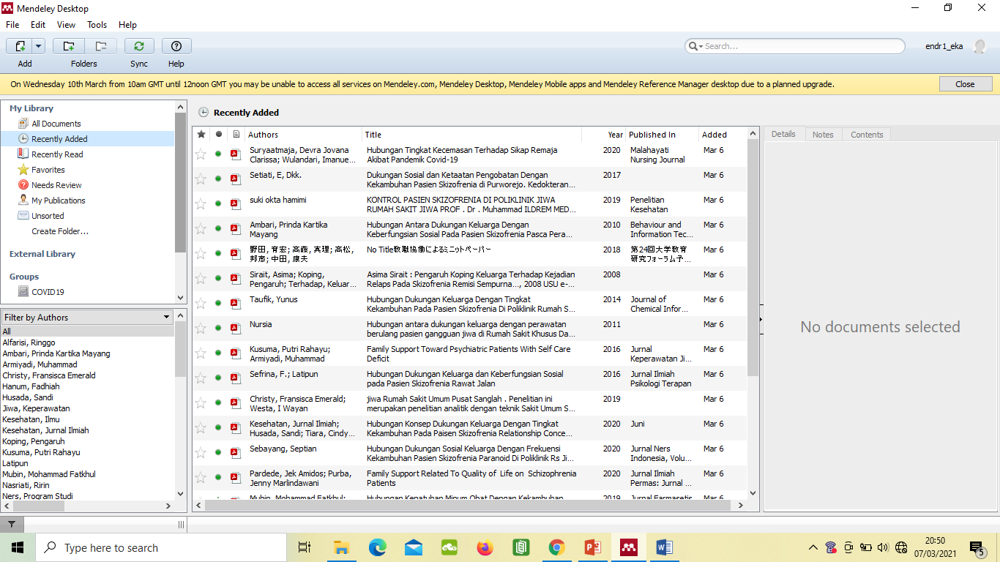 Mendeley Desktop
File Edit View Tools Help
Search...
endr1_eka
Add Folders Sync Help
On Wednesday 10th March from 10am GMT until 12noon GMT you may be unable to access all services on Mendeley.com, Mendeley Desktop, Mendeley Mobile apps and Mendeley Reference Manager desktop due to a planned upgrade.
Close
My Library
All Documents
Recently Added
Recently Read
Favorites
Needs Review
My Publications
Unsorted
Create Folder...
External Library
Groups
COVID19
Filter by Authors
All
Alfarisi, Ringgo
Ambari, Prinda Kartika Mayang
Armiyadi, Muhammad
Christy, Fransisca Emerald
Hanum, Fadhiah
Husada, Sandi
Jiwa, Keperawatan
Kesehatan, Ilmu
Kesehatan, Jurnal Ilmiah
Koping, Pengaruh
Kusuma, Putri Rahayu
Latipun
Mubin, Mohammad Fatkhul
Nasriati, Ririn
Ners, Program Studi
Recently Added
Authors Title Year Published In Added
Suryaatmaja, Devra Jovana Hubungan Tingkat Kecemasan Terhadap Sikap Remaja 2020 Malahayati Mar 6
Clarissa; Wulandari, Imanue... Akibat Pandemik Covid-19 Nursing Journal
Setiati, E, Dkk. Dukungan Sosial dan Ketaatan Pengobatan Dengan 2017 Mar 6
Kekambuhan Pasien Skizofrenia di Purworejo. Kedokteran...
suki okta hamimi KONTROL PASIEN SKIZOFRENIA DI POLIKLINIK JIWA 2019 Penelitian Mar 6
RUMAH SAKIT JIWA PROF . Dr . Muhammad ILDREM MED... Kesehatan
Ambari, Prinda Kartika Hubungan Antara Dukungan Keluarga Dengan 2010 Behaviour and Mar 6
Mayang Keberfungsian Sosial Pada Pasien Skizofrenia Pasca Pera... Information Tec...
野田, 育宏; 高藤, 真理; 高松, No Title教職協働によるミニットペーパー 2018 第24回大学教育 Mar 6
邦彦; 中田, 康夫 研究フォーラム予...
Sirait, Asima; Koping, Asima Sirait : Pengaruh Koping Keluarga Terhadap Kejadian 2008 Mar 6
Pengaruh; Terhadap, Keluar... Relaps Pada Skizofrenia Remisi Sempurna..., 2008 USU e-...
Taufik, Yunus Hubungan Dukungan Keluarga Dengan Tingkat 2014 Journal of Mar 6
Kekambuhan Pada Pasien Skizofrenia Di Poliklinik Rumah S... Chemical Infor...
Nursia Hubungan antara dukungan keluarga dengan perawatan 2011 Mar 6
berulang pasien gangguan jiwa di Rumah Sakit Khusus Da...
Kusuma, Putri Rahayu; Family Support Toward Psychiatric Patients With Self Care 2016 Jurnal Mar 6
Armiyadi, Muhammad Deficit Keperawatan Ji...
Sefrina, F.; Latipun Hubungan Dukungan Keluarga dan Keberfungsian Sosial 2016 Jurnal Ilmiah Mar 6
pada Pasien Skizofrenia Rawat Jalan Psikologi Terapan
Christy, Fransisca Emerald; jiwa Rumah Sakit Umum Pusat Sanglah . Penelitian ini 2019 Mar 6
Westa, I Wayan merupakan penelitian analitik dengan teknik Sakit Umum S...
Kesehatan, Jurnal Ilmiah; Hubungan Konsep Dukungan Keluarga Dengan Tingkat 2020 Juni Mar 6
Husada, Sandi; Tiara, Cindy... Kekambuhan Pada Paisen Skizofrenia Relationship Conce...
Sebayang, Septian Hubungan Dukungan Sosial Keluarga Dengan Frekuensi 2020 Jurnal Ners Mar 6
Kekambuhan Pasien Skizofrenia Paranoid Di Poliklinik Rs Ji... Indonesia, Volu...
Pardede, Jek Amidos; Purba, Family Support Related To Quality of Life on Schizophrenia 2020 Jurnal Ilmiah Mar 6
Jenny Marlindawani Patients Permas: Jurnal ...
Mubin, Mohammad Fatkhul; Hubungan Kepatuhan Minum Obat Dengan Kekambuhan 2019 Jurnal Farmasetis Mar 6
Details Notes Contents
No documents selected
Type here to search
20:50
07/03/2021
5